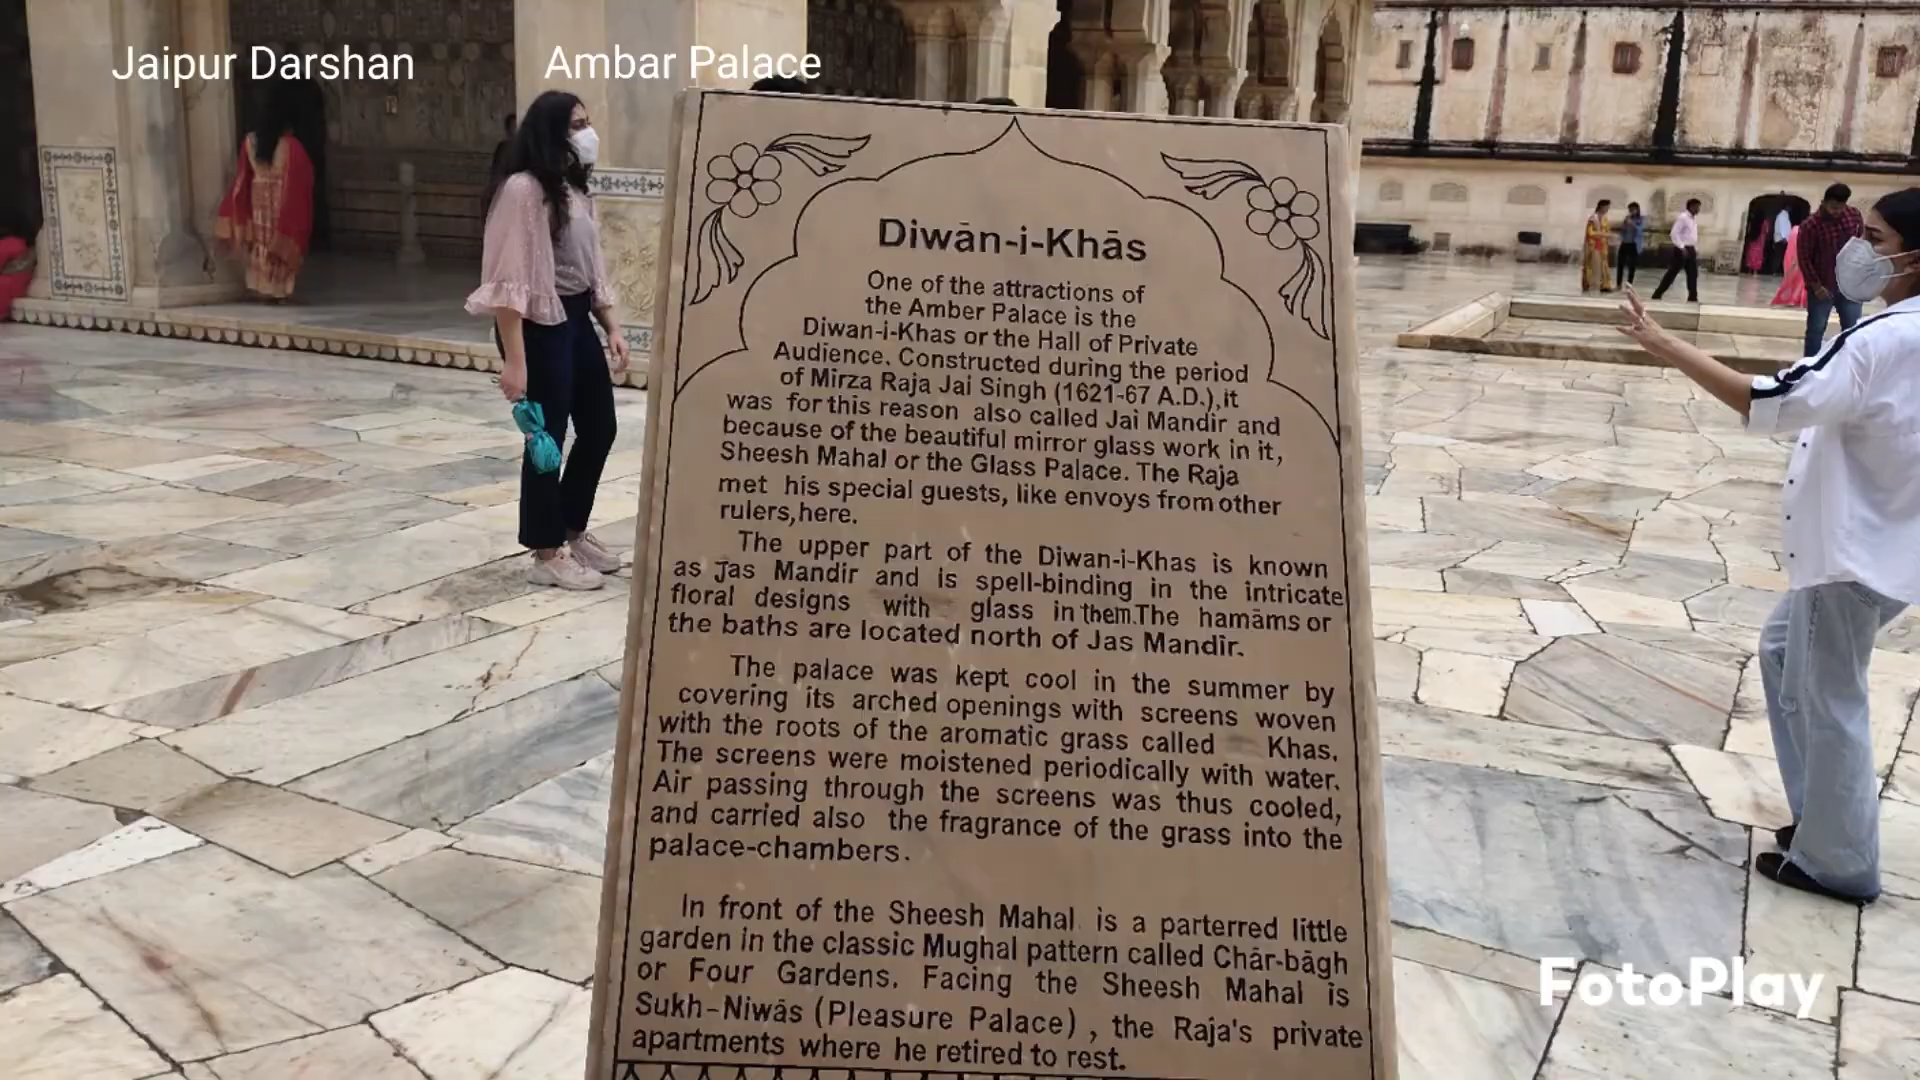 Jaipur Darshan
Ambar Palace
Diwān-i-Khās
One of the attractions of
the Amber Palace is the
Diwan-i-Khas or the Hall of Private
Audience. Constructed during the period
of Mirza Raja Jai Singh (1621-67 A.D.),it
was for this reason also called Jai Mandir and
because of the beautiful mirror glass work in it,
Sheesh Mahal or the Glass Palace. The Raja
met his special guests, like envoys from other
rulers,here.
The upper part of the Diwan-i-Khas is known
as Jas Mandir and is spell-binding in the intricate
floral designs with glass in them.The hamāms or
the baths are located north of Jas Mandir.
The palace was kept cool in the summer by
covering its arched openings with screens woven
with the roots of the aromatic grass called Khas.
The screens were moistened periodically with water.
Air passing through the screens was thus cooled,
and carried also the fragrance of the grass into the
palace-chambers.
In front of the Sheesh Mahal is a parterred little
garden in the classic Mughal pattern called Chār-bāgh
or Four Gardens. Facing the Sheesh Mahal is
Sukh-Niwās (Pleasure Palace) , the Raja's private
apartments where he retired to rest.
FotoPlay